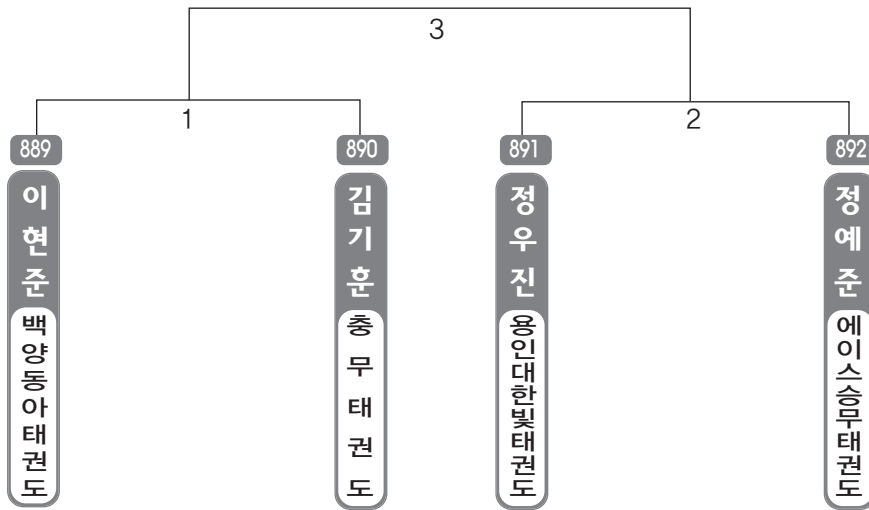 3
1
2
889
890
891
892
이현준
김기훈
정우진
정예준
백양동아태권도
충무태권도
용인대한빛태권도
에이스승무태권도